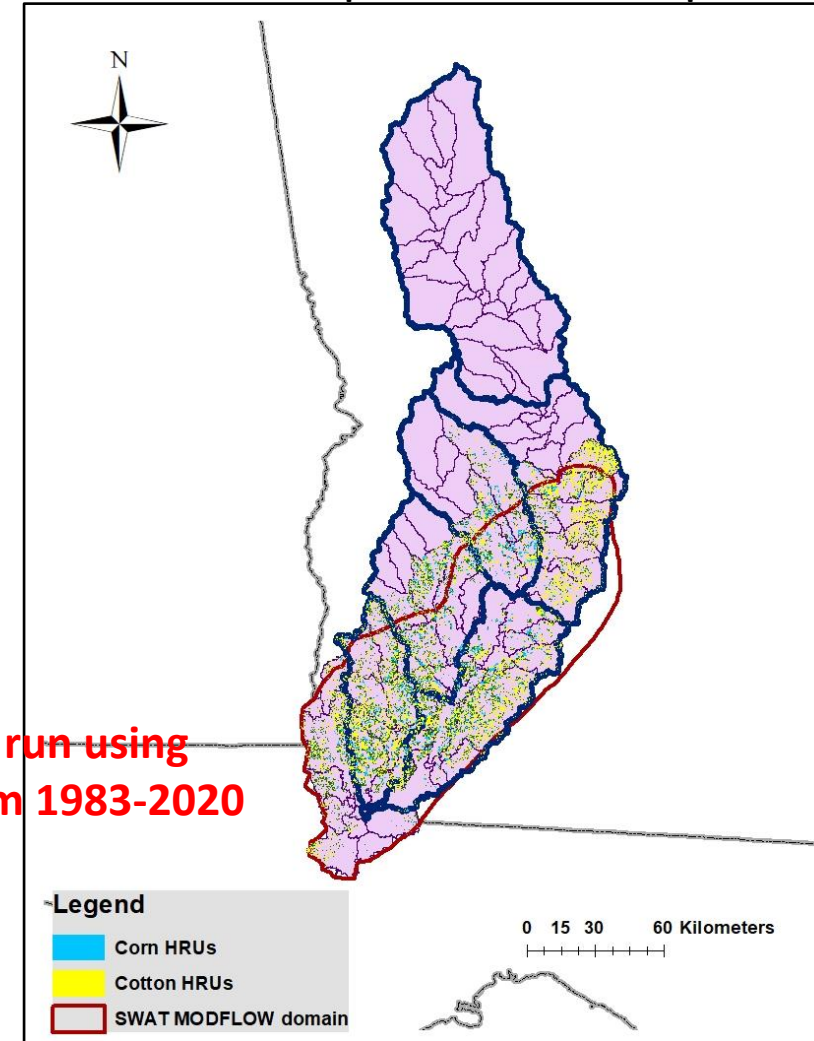 N
run using
m 1983-2020
Legend
Corn HRUs
Cotton HRUs
SWAT MODFLOW domain
0 15 30 60 Kilometers